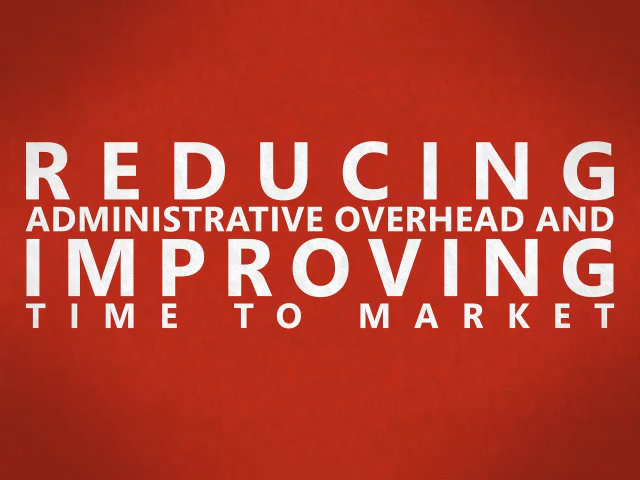 REDUCING
ADMINISTRATIVE OVERHEAD AND
IMPROVING
TIME TO MARKET